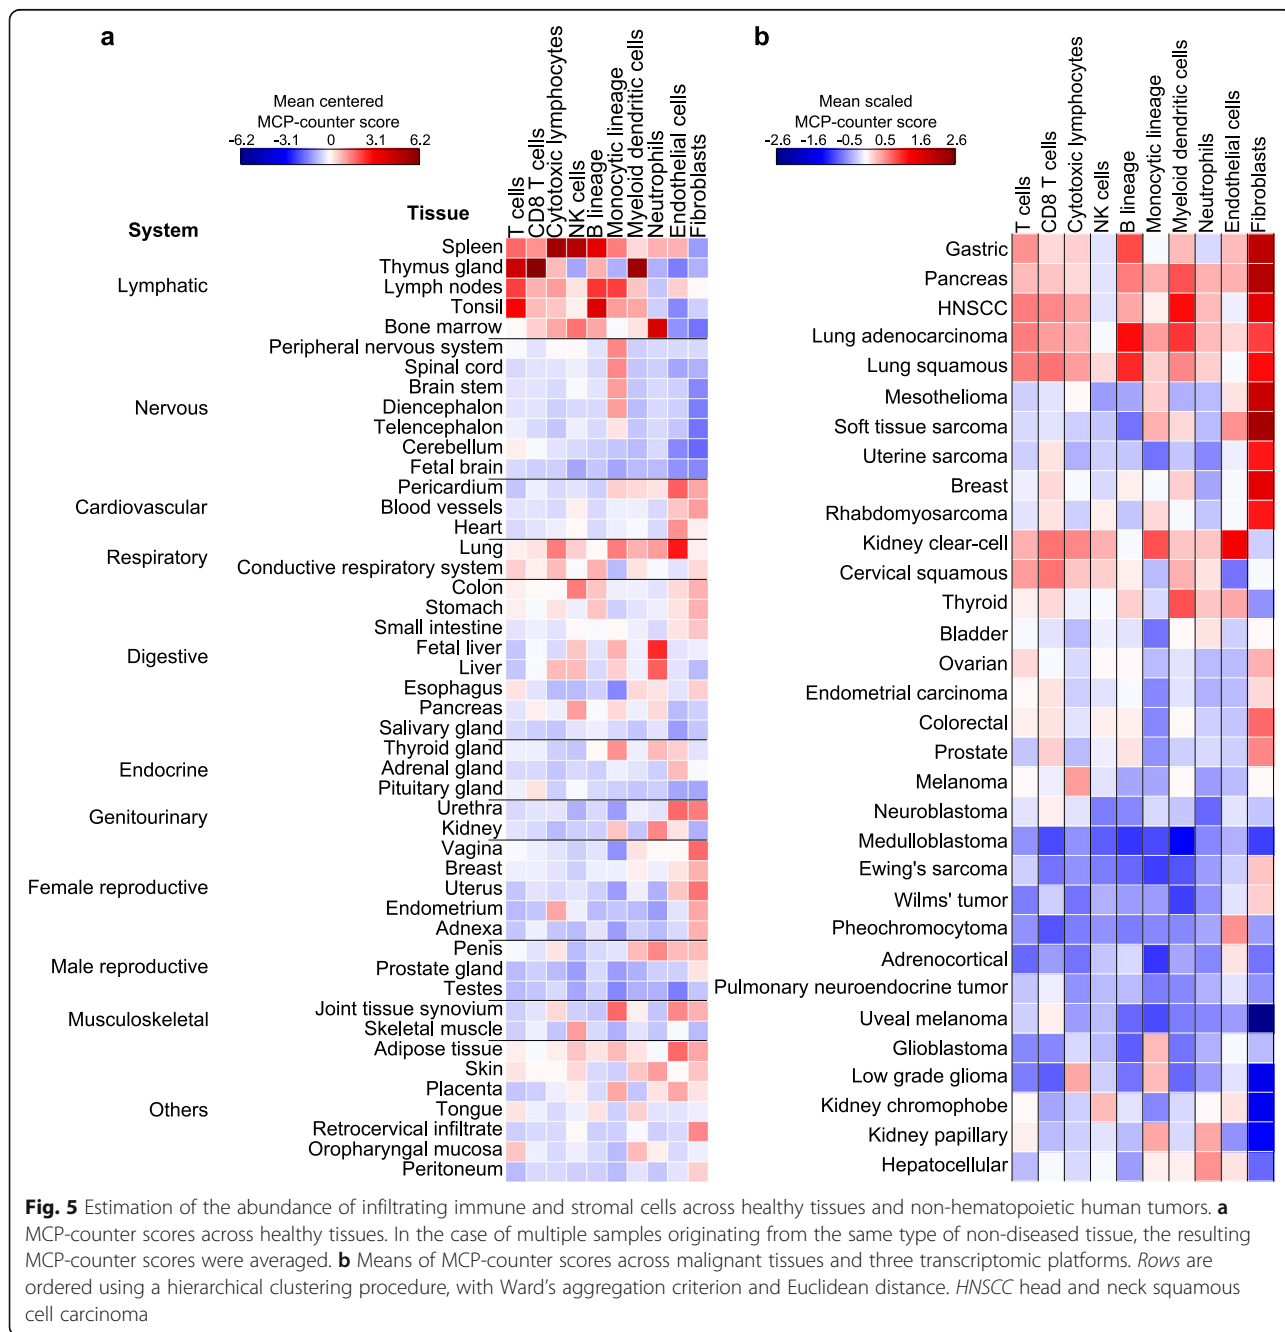 a
Mean centered
MCP-counter score
-6.2 -3.1 0 3.1 6.2
T cells
CD8 T cells
Cytotoxic lymphocytes
NK cells
B lineage
Monocytic lineage
Myeloid dendritic cells
Neutrophils
Endothelial cells
Fibroblasts
System
Tissue
Lymphatic
Spleen
Thymus gland
Lymph nodes
Tonsil
Bone marrow
Nervous
Peripheral nervous system
Spinal cord
Brain stem
Diencephalon
Telencephalon
Cerebellum
Fetal brain
Cardiovascular
Pericardium
Blood vessels
Heart
Respiratory
Lung
Conductive respiratory system
Digestive
Colon
Stomach
Small intestine
Fetal liver
Liver
Esophagus
Pancreas
Salivary gland
Endocrine
Thyroid gland
Adrenal gland
Pituitary gland
Genitourinary
Urethra
Kidney
Female reproductive
Vagina
Breast
Uterus
Endometrium
Adnexa
Male reproductive
Penis
Prostate gland
Testes
Musculoskeletal
Joint tissue synovium
Skeletal muscle
Others
Adipose tissue
Skin
Placenta
Tongue
Retrocervical infiltrate
Oropharyngal mucosa
Peritoneum
b
Mean scaled
MCP-counter score
-2.6 -1.6 -0.5 0.5 1.6 2.6
T cells
CD8 T cells
Cytotoxic lymphocytes
NK cells
B lineage
Monocytic lineage
Myeloid dendritic cells
Neutrophils
Endothelial cells
Fibroblasts
Gastric
Pancreas
HNSCC
Lung adenocarcinoma
Lung squamous
Mesothelioma
Soft tissue sarcoma
Uterine sarcoma
Breast
Rhabdomyosarcoma
Kidney clear-cell
Cervical squamous
Thyroid
Bladder
Ovarian
Endometrial carcinoma
Colorectal
Prostate
Melanoma
Neuroblastoma
Medulloblastoma
Ewing's sarcoma
Wilms' tumor
Pheochromocytoma
Adrenocortical
Pulmonary neuroendocrine tumor
Uveal melanoma
Glioblastoma
Low grade glioma
Kidney chromophobe
Kidney papillary
Hepatocellular
Fig. 5 Estimation of the abundance of infiltrating immune and stromal cells across healthy tissues and non-hematopoietic human tumors. a
MCP-counter scores across healthy tissues. In the case of multiple samples originating from the same type of non-diseased tissue, the resulting
MCP-counter scores were averaged. b Means of MCP-counter scores across malignant tissues and three transcriptomic platforms. Rows are
ordered using a hierarchical clustering procedure, with Ward's aggregation criterion and Euclidean distance. HNSCC head and neck squamous
cell carcinoma